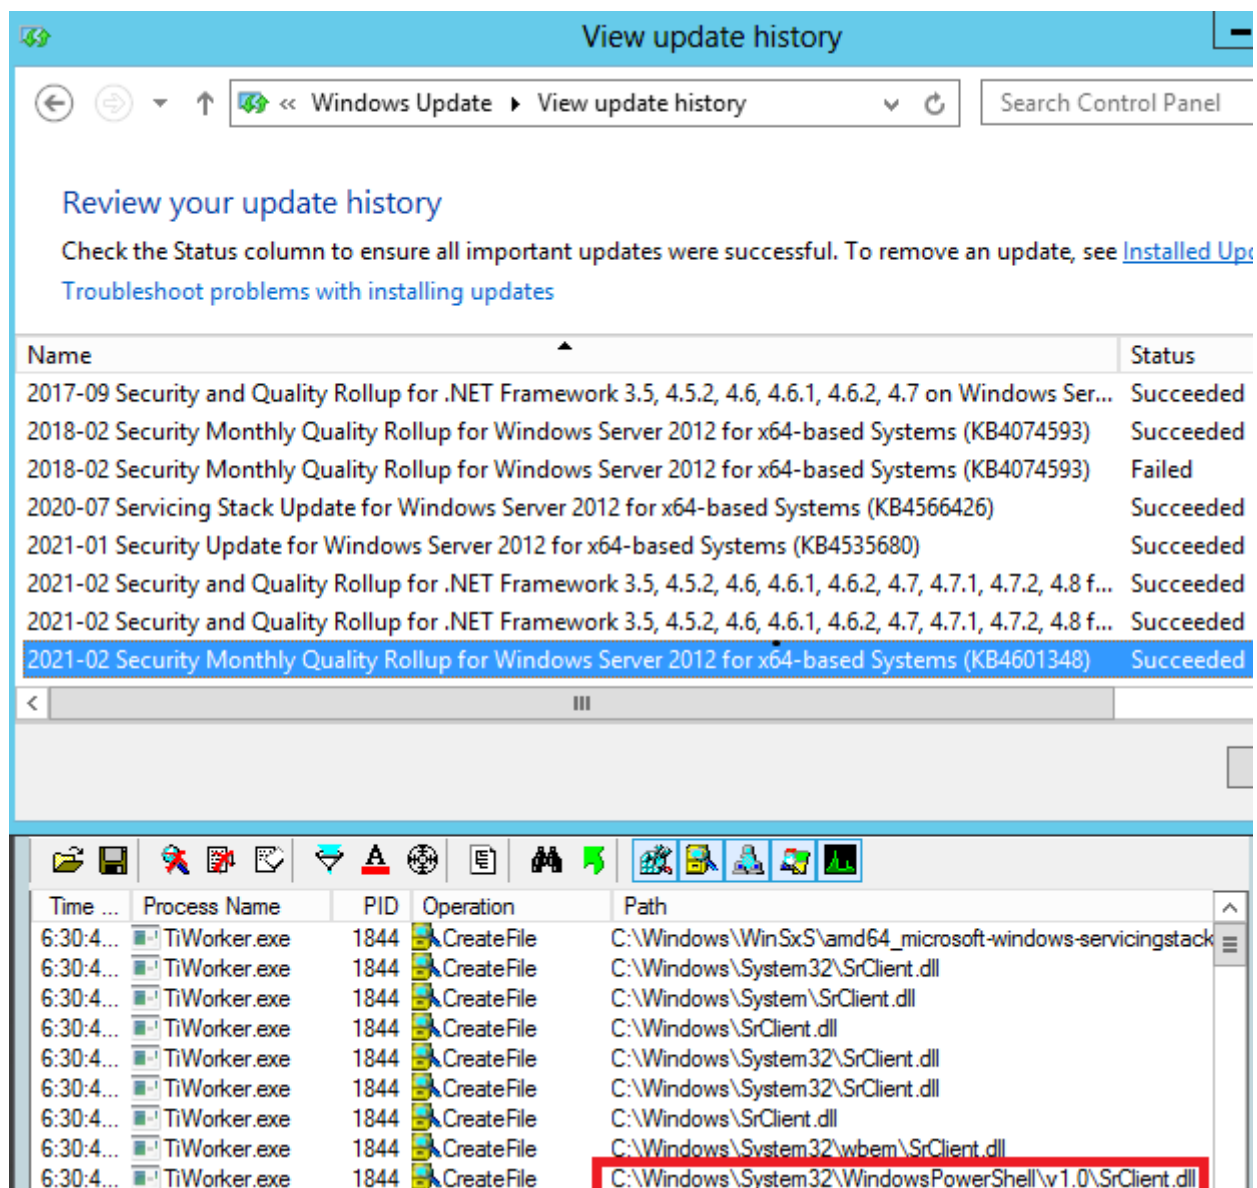 View update history
« Windows Update ▸ View update history
Search Control Panel
Review your update history
Check the Status column to ensure all important updates were successful. To remove an update, see Installed
Troubleshoot problems with installing updates
Name Status
2017-09 Security and Quality Rollup for .NET Framework 3.5, 4.5.2, 4.6, 4.6.1, 4.6.2, 4.7 on Windows Ser... Succeeded
2018-02 Security Monthly Quality Rollup for Windows Server 2012 for x64-based Systems (KB4074593) Succeeded
2018-02 Security Monthly Quality Rollup for Windows Server 2012 for x64-based Systems (KB4074593) Failed
2020-07 Servicing Stack Update for Windows Server 2012 for x64-based Systems (KB4566426) Succeeded
2021-01 Security Update for Windows Server 2012 for x64-based Systems (KB4535680) Succeeded
2021-02 Security and Quality Rollup for .NET Framework 3.5, 4.5.2, 4.6, 4.6.1, 4.6.2, 4.7, 4.7.1, 4.7.2, 4.8 f... Succeeded
2021-02 Security and Quality Rollup for .NET Framework 3.5, 4.5.2, 4.6, 4.6.1, 4.6.2, 4.7, 4.7.1, 4.7.2, 4.8 f... Succeeded
2021-02 Security Monthly Quality Rollup for Windows Server 2012 for x64-based Systems (KB4601348) Succeeded
Time ... Process Name PID Operation Path
6:30:4... TiWorker.exe 1844 CreateFile C:\Windows\WinSxS\amd64_microsoft-windows-servicingstack
6:30:4... TiWorker.exe 1844 CreateFile C:\Windows\System32\SrClient.dll
6:30:4... TiWorker.exe 1844 CreateFile C:\Windows\System\SrClient.dll
6:30:4... TiWorker.exe 1844 CreateFile C:\Windows\SrClient.dll
6:30:4... TiWorker.exe 1844 CreateFile C:\Windows\System32\SrClient.dll
6:30:4... TiWorker.exe 1844 CreateFile C:\Windows\System32\SrClient.dll
6:30:4... TiWorker.exe 1844 CreateFile C:\Windows\SrClient.dll
6:30:4... TiWorker.exe 1844 CreateFile C:\Windows\System32\wbem\SrClient.dll
6:30:4... TiWorker.exe 1844 CreateFile C:\Windows\System32\WindowsPowerShell\v1.0\SrClient.dll